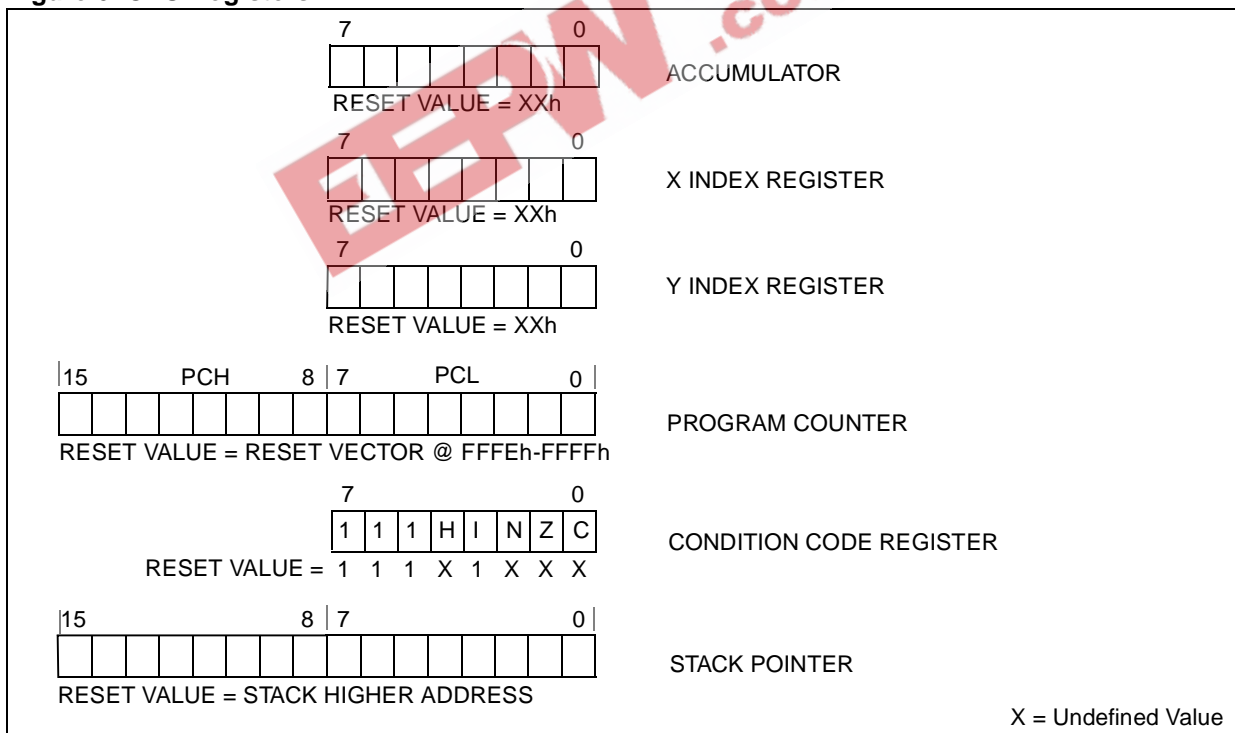 7 0
ACCUMULATOR
RESET VALUE = XXh
7 0
X INDEX REGISTER
RESET VALUE = XXh
7 0
Y INDEX REGISTER
RESET VALUE = XXh
15 PCH 8 7 PCL 0
PROGRAM COUNTER
RESET VALUE = RESET VECTOR @ FFFEh-FFFFh
7 0
1 1 1 H I N Z C
CONDITION CODE REGISTER
RESET VALUE = 1 1 1 X 1 X X X
15 8 7 0
STACK POINTER
RESET VALUE = STACK HIGHER ADDRESS
X = Undefined Value
EEPW .co